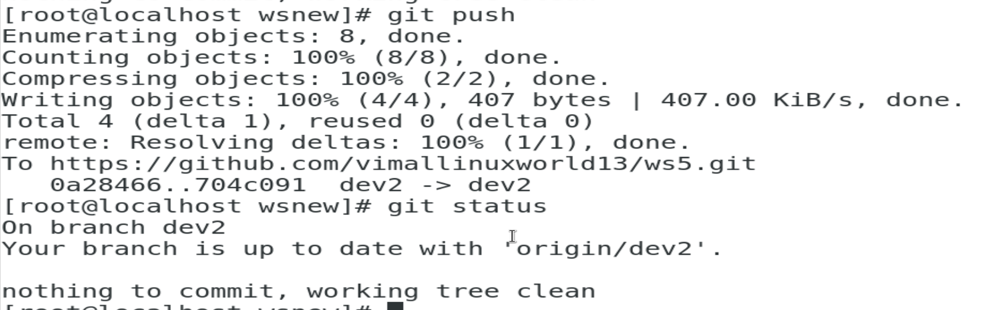 [root@localhost wsnew]# git push
Enumerating objects: 8, done.
Counting objects: 100% (8/8), done.
Compressing objects: 100% (2/2), done.
Writing objects: 100% (4/4), 407 bytes | 407.00 KiB/s, done.
Total 4 (delta 1), reused 0 (delta 0)
remote: Resolving deltas: 100% (1/1), done.
To https://github.com/vimallinuxworld13/ws5.git
   0a28466..704c091  dev2 -> dev2
[root@localhost wsnew]# git status
On branch dev2
Your branch is up to date with 'origin/dev2'.
nothing to commit, working tree clean
[root@localhost wsnew]#